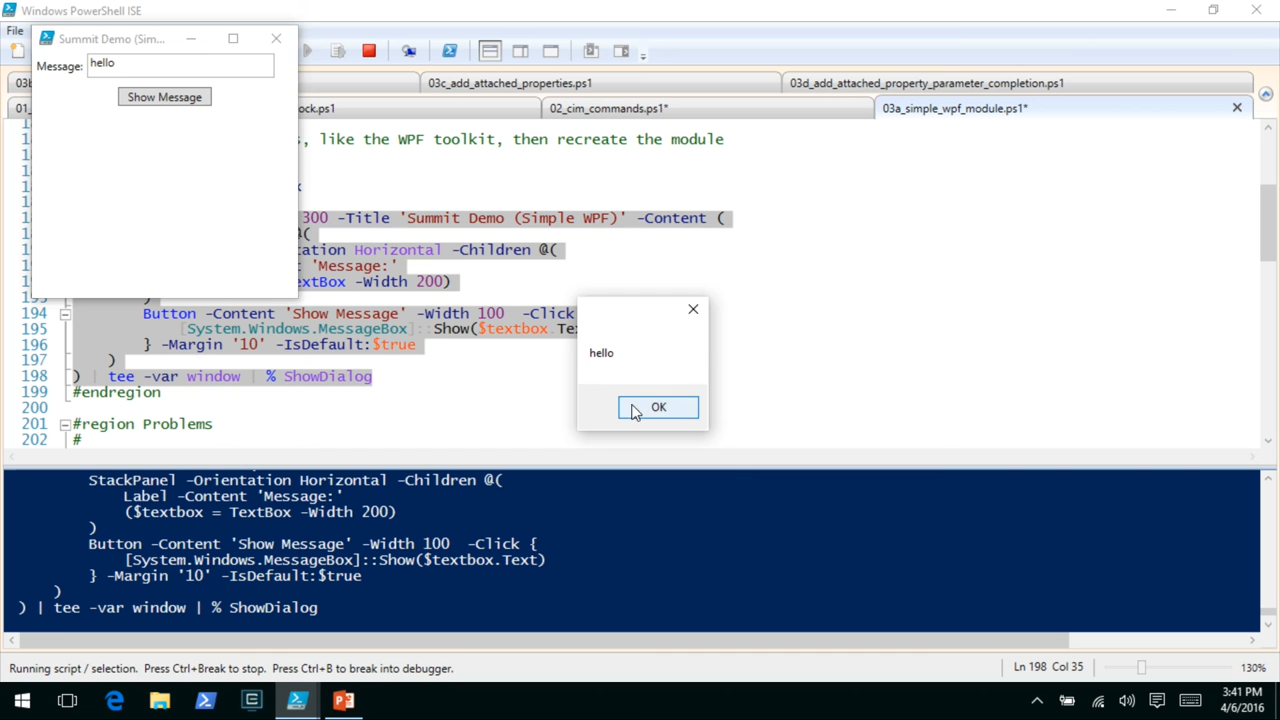 Windows PowerShell ISE
File
Summit Demo (Sim...
Message: hello
Show Message
03c_add_attached_properties.ps1
03d_add_attached_property_parameter_completion.ps1
02_cim_commands.ps1*
03a_simple_wpf_module.ps1*
, like the WPF toolkit, then recreate the module
300 -Title 'Summit Demo (Simple WPF)' -Content (
@(
Horizontal -Children @(
'Message:'
-Width 200)
)
194 Button -Content 'Show Message' -Width 100 -Click
195 [System.Windows.MessageBox]::Show($textbox.
196 } -Margin '10' -IsDefault:$true
197 )
198 ) | tee -var window | % ShowDialog
199 #endregion
200
201 #region Problems
202 #
hello
OK
StackPanel -Orientation Horizontal -Children @(
Label -Content 'Message:'
($textbox = TextBox -Width 200)
)
Button -Content 'Show Message' -Width 100 -Click {
[System.Windows.MessageBox]::Show($textbox.Text)
} -Margin '10' -IsDefault:$true
)
) | tee -var window | % ShowDialog
Running script / selection. Press Ctrl+Break to stop. Press Ctrl+B to break into debugger.
Ln 198 Col 35
130%
3:41 PM
4/6/2016